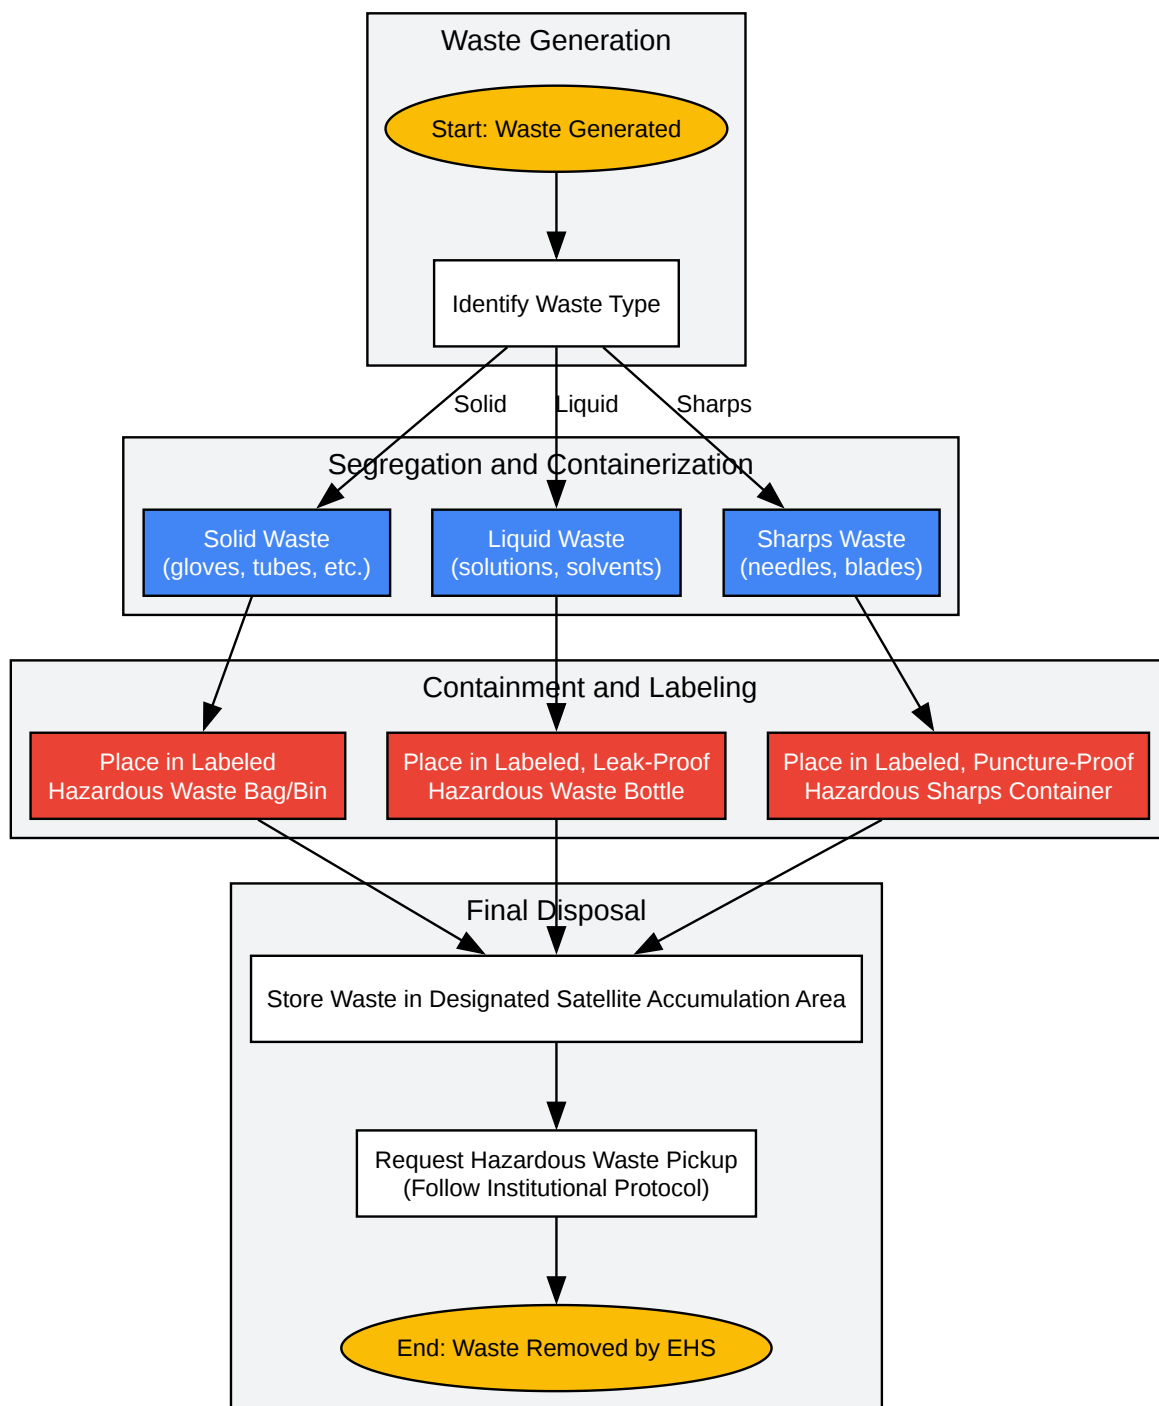 Waste Generation
Start: Waste Generated
Identify Waste Type
Solid
Liquid
Sharps
Segregation and Containerization
Solid Waste
(gloves, tubes, etc.)
Liquid Waste
(solutions, solvents)
Sharps Waste
(needles, blades)
Containment and Labeling
Place in Labeled
Hazardous Waste Bag/Bin
Place in Labeled, Leak-Proof
Hazardous Waste Bottle
Place in Labeled, Puncture-Proof
Hazardous Sharps Container
Final Disposal
Store Waste in Designated Satellite Accumulation Area
Request Hazardous Waste Pickup
(Follow Institutional Protocol)
End: Waste Removed by EHS